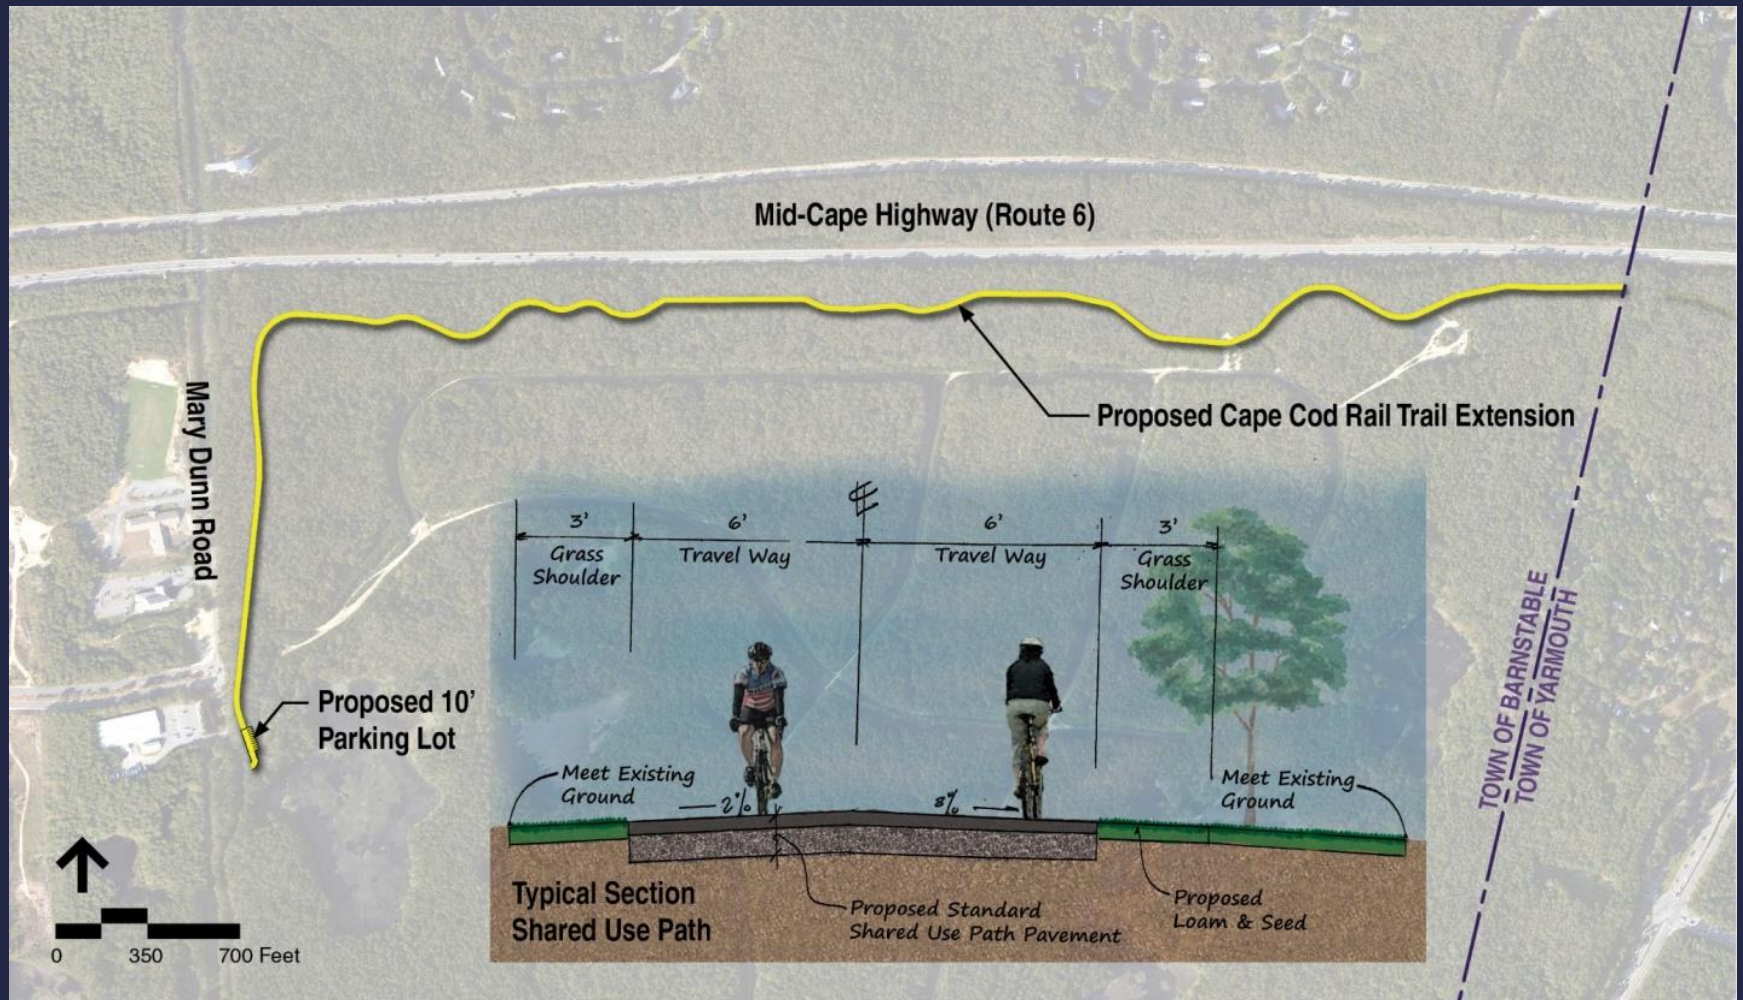 Mid-Cape Highway (Route 6)
Mary Dunn Road
Proposed Cape Cod Rail Trail Extension
3'
Grass
Shoulder
6'
Travel Way
6'
Travel Way
3'
Grass
Shoulder
TOWN OF BARNSTABLE
TOWN OF YARMOUTH
Proposed 10'
Parking Lot
Meet Existing
Ground
2%
8%
Meet Existing
Ground
Typical Section
Shared Use Path
Proposed Standard
Shared Use Path Pavement
Proposed
Loam & Seed
0 350 700 Feet